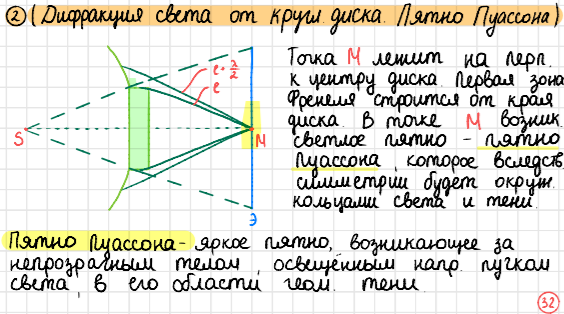 ② (Дифракция света от кругл. диска. Пятно Пуассона)
Точка М лежит на перп.
к центру диска. Первая зона
Френеля строится от края
диска. В точке М возник.
светлое пятно - пятно
Пуассона, которое вследств.
симметрии будет окруж.
кольцами света и тени.
ℓ+λ/2
ℓ
S
M
Э
Пятно Пуассона - яркое пятно, возникающее за
непрозрачным телом, освещённым напр. пучком
света, в его области геом. тени.
32